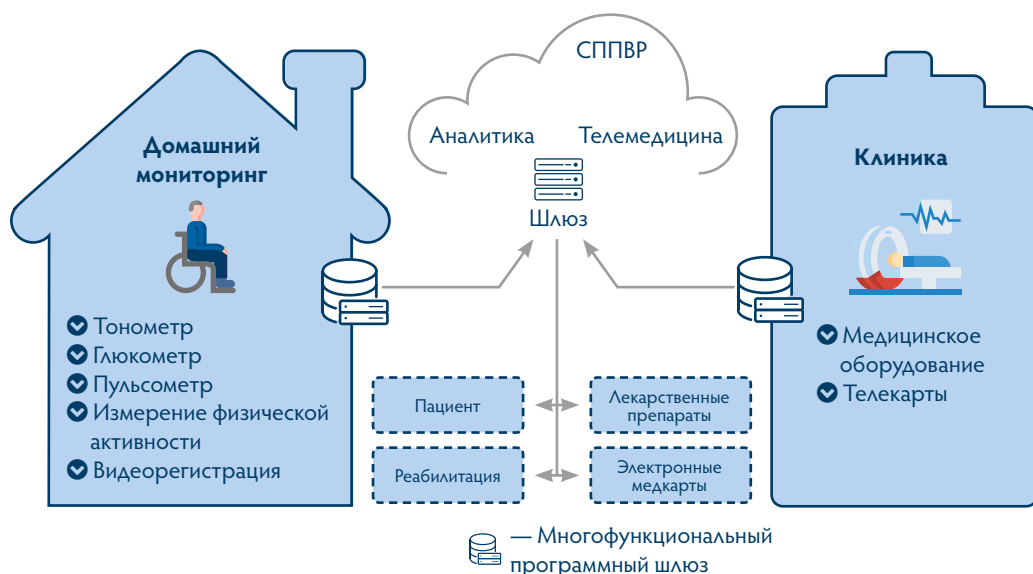 СППВР
Аналитика
Телемедицина
Шлюз
Домашний
мониторинг
Тонометр
Глюкометр
Пульсометр
Измерение физической
активности
Видеорегистрация
Клиника
Медицинское
оборудование
Телекарты
Пациент
Лекарственные
препараты
Реабилитация
Электронные
медкарты
— Многофункциональный
программный шлюз